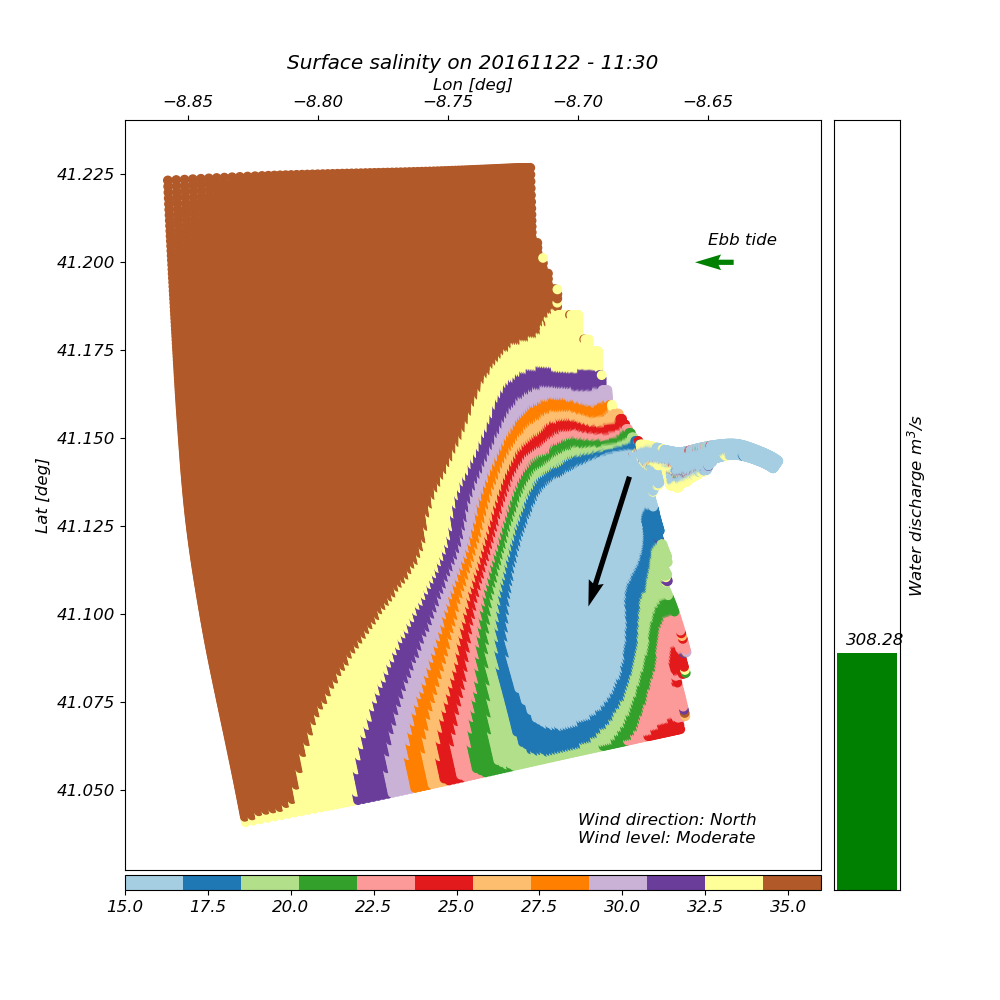 Surface salinity on 20161122 - 11:30
Lon [deg]
−8.85 −8.80 −8.75 −8.70 −8.65
41.225
41.200
41.175
41.150
41.125
41.100
41.075
41.050
Lat [deg]
Ebb tide
Wind direction: North
Wind level: Moderate
308.28
Water discharge m³/s
15.0 17.5 20.0 22.5 25.0 27.5 30.0 32.5 35.0